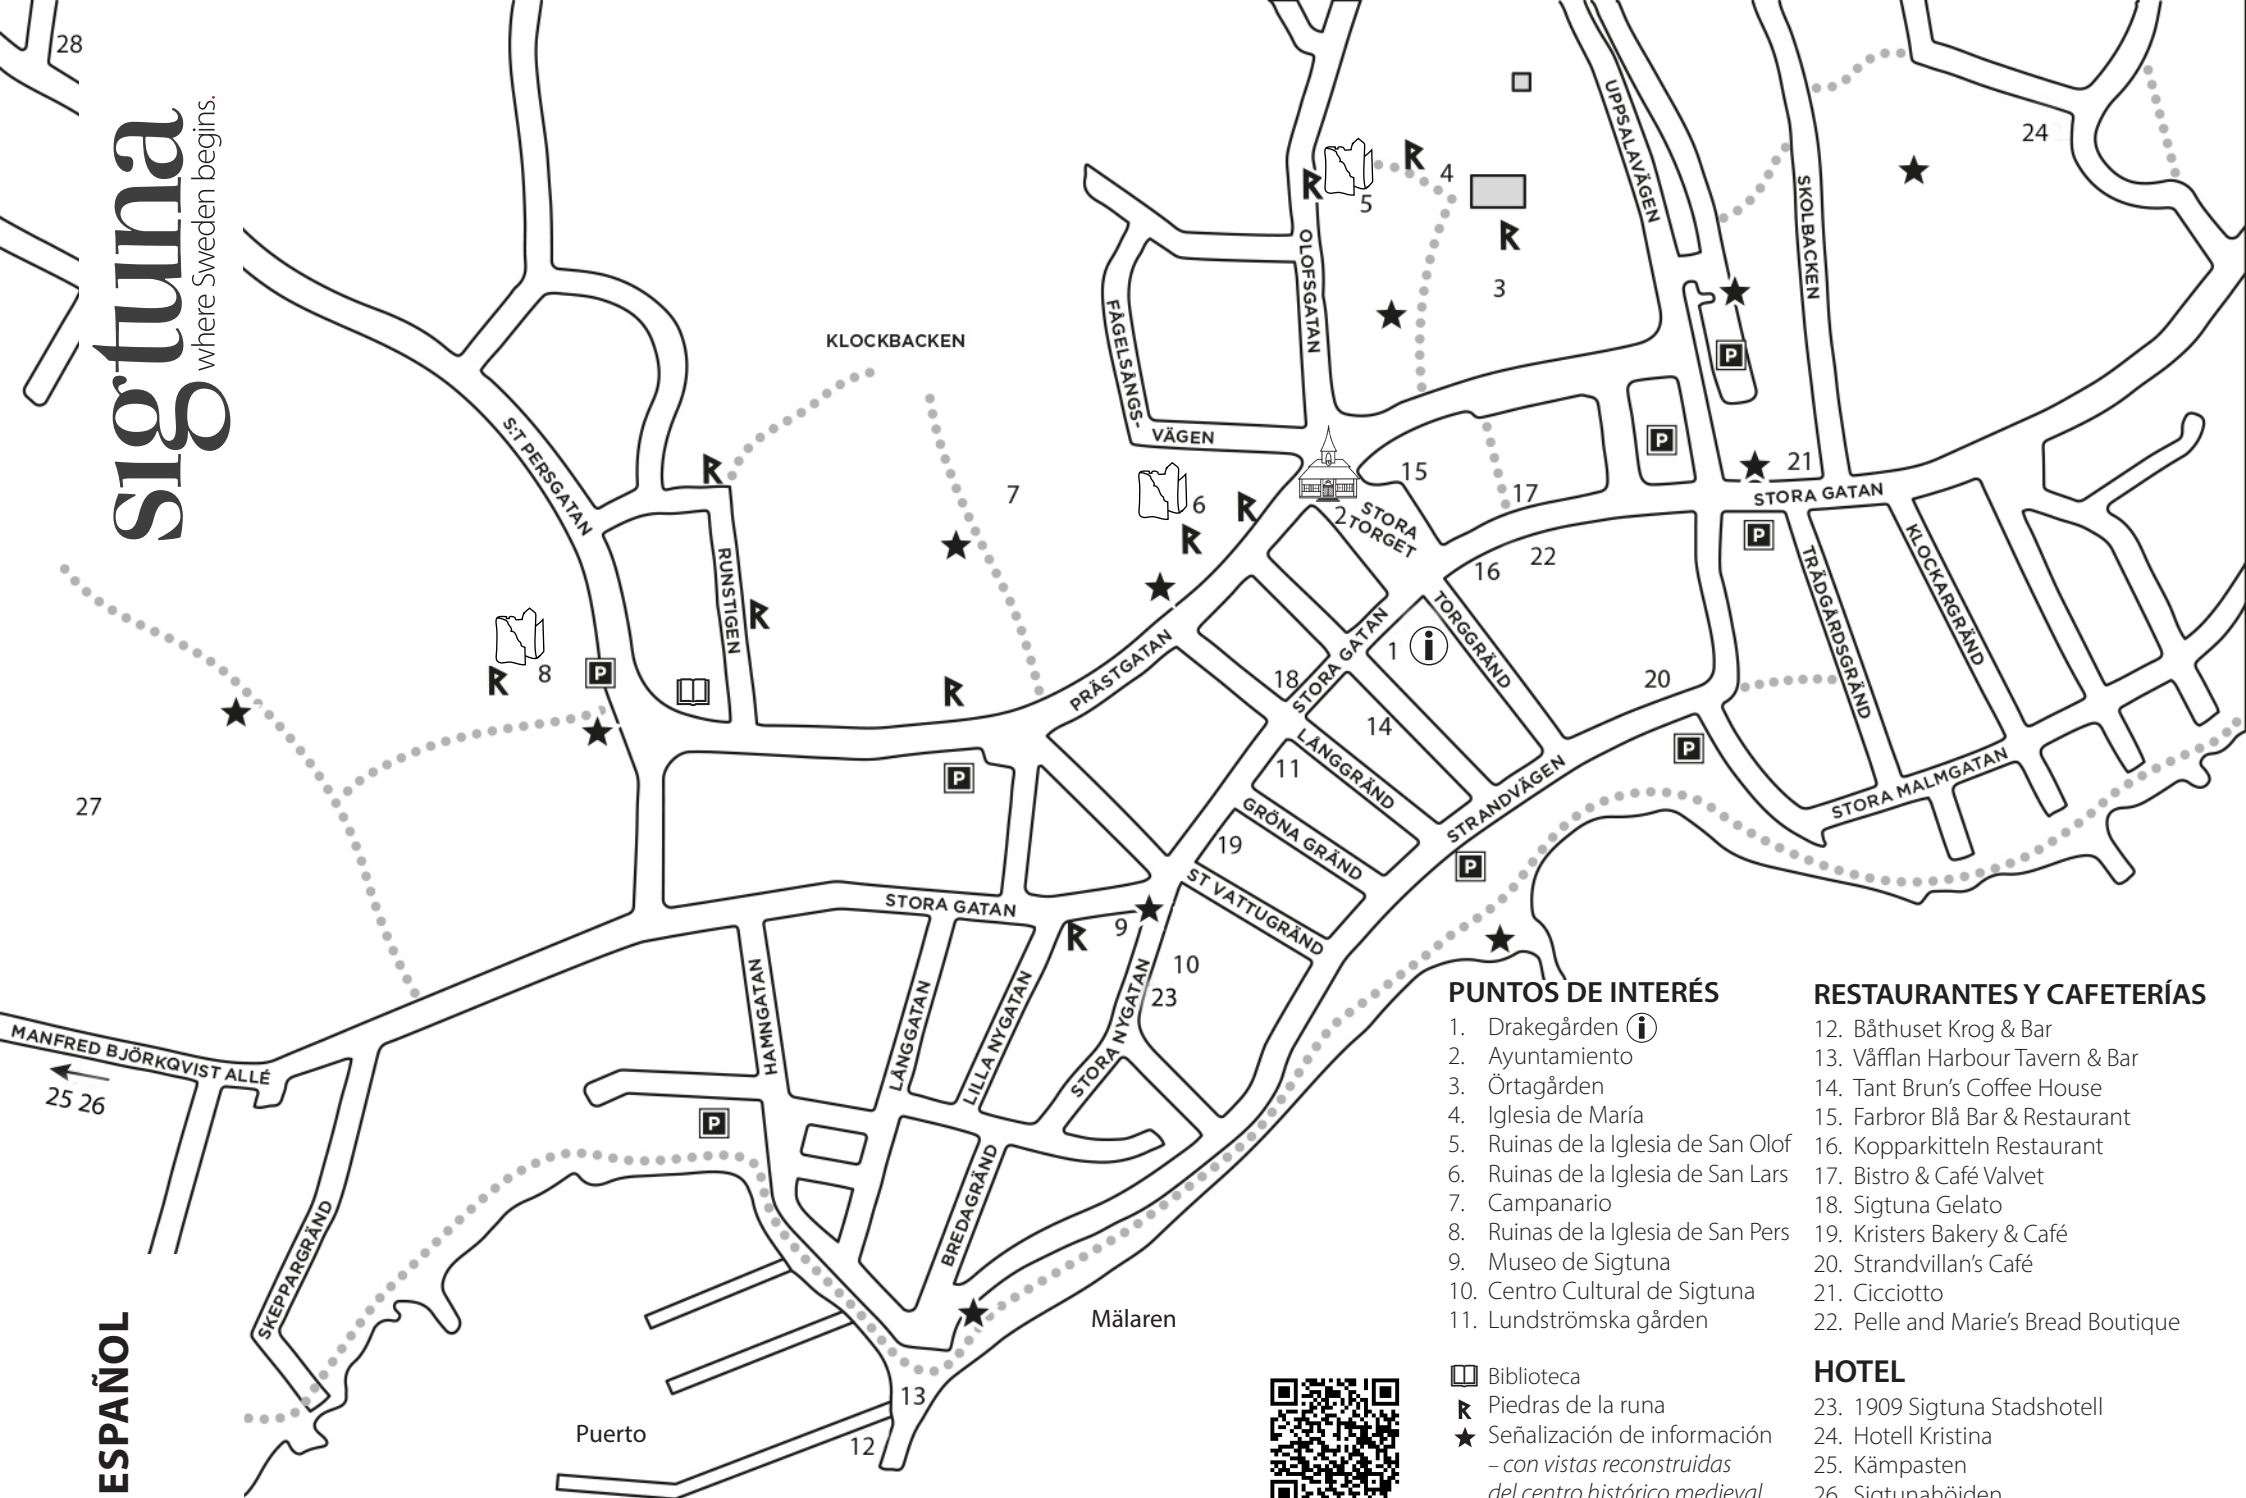 28
sigtuna
where Sweden begins.
24
UPPSALAVÄGEN
SKOLBACKEN
4
5
OLOFSGATAN
3
KLOCKBACKEN
FÅGELSÅNGS-
VÄGEN
S:T PERSGATAN
P
P
15
21
7
6
17
STORA GATAN
2
STORA
TORGET
P
RUNSTIGEN
16
22
TRÄDGÅRDSGRÄND
KLOCKARGRÄND
TORGGRÄND
STORA GATAN
1
i
PRÄSTGATAN
8
P
18
20
14
P
P
LÅNGGRÄND
11
STORA MALMGATAN
STRANDVÄGEN
27
GRÖNA GRÄND
19
P
ST VATTUGRÄND
STORA GATAN
9
10
23
HAMNGATAN
LÅNGGATAN
LILLA NYGATAN
STORA NYGATAN
MANFRED BJÖRKQVIST ALLÉ
25 26
P
BREDAGRÄND
SKEPPARGRÄND
Mälaren
13
12
Puerto
ESPAÑOL
PUNTOS DE INTERÉS
1. Drakegården i
2. Ayuntamiento
3. Örtagården
4. Iglesia de María
5. Ruinas de la Iglesia de San Olof
6. Ruinas de la Iglesia de San Lars
7. Campanario
8. Ruinas de la Iglesia de San Pers
9. Museo de Sigtuna
10. Centro Cultural de Sigtuna
11. Lundströmska gården
Biblioteca
Piedras de la runa
Señalización de información
– con vistas reconstruidas
del centro histórico medieval
RESTAURANTES Y CAFETERÍAS
12. Båthuset Krog & Bar
13. Våfflan Harbour Tavern & Bar
14. Tant Brun's Coffee House
15. Farbror Blå Bar & Restaurant
16. Kopparkitteln Restaurant
17. Bistro & Café Valvet
18. Sigtuna Gelato
19. Kristers Bakery & Café
20. Strandvillan's Café
21. Cicciotto
22. Pelle and Marie's Bread Boutique
HOTEL
23. 1909 Sigtuna Stadshotell
24. Hotell Kristina
25. Kämpasten
26. Sigtunahöjden